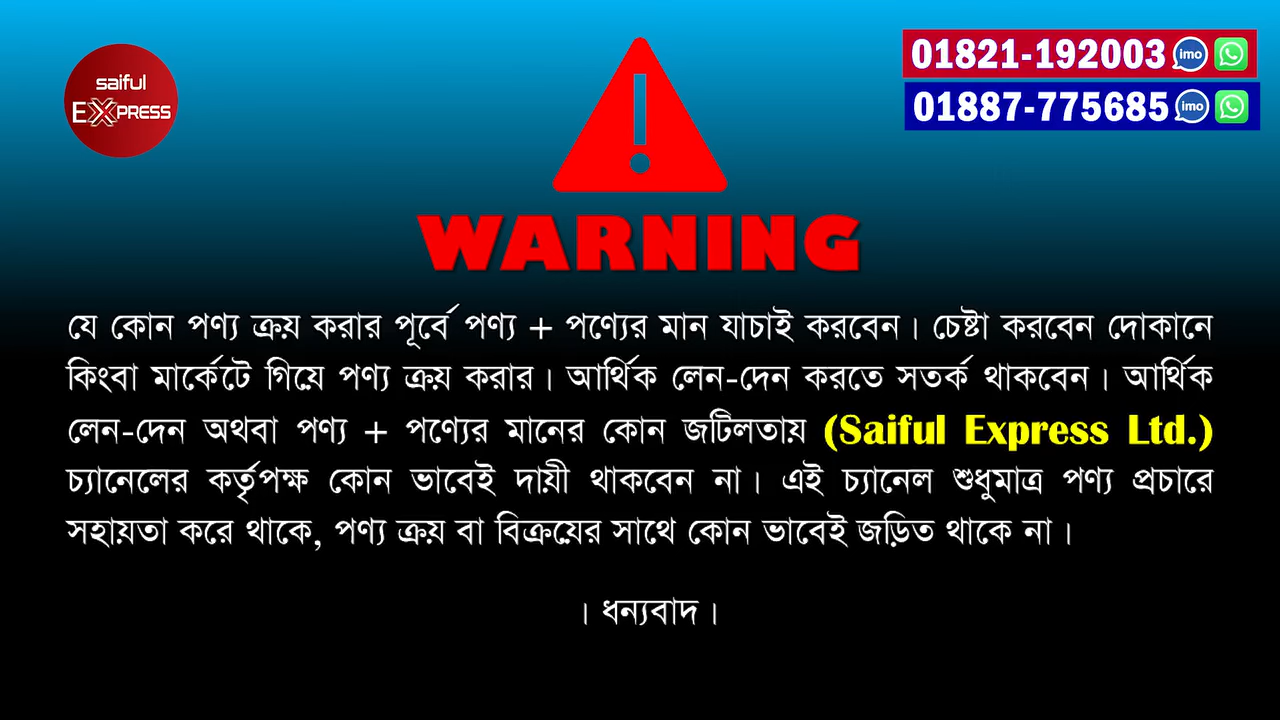 saiful
EXPRESS
01821-192003 imo
01887-775685 imo
WARNING
যে কোন পণ্য ক্রয় করার পূর্বে পণ্য + পণ্যের মান যাচাই করবেন। চেষ্টা করবেন দোকানে
কিংবা মার্কেটে গিয়ে পণ্য ক্রয় করার। আর্থিক লেন-দেন করতে সতর্ক থাকবেন। আর্থিক
লেন-দেন অথবা পণ্য + পণ্যের মানের কোন জটিলতায় (Saiful Express Ltd.)
চ্যানেলের কর্তৃপক্ষ কোন ভাবেই দায়ী থাকবেন না। এই চ্যানেল শুধুমাত্র পণ্য প্রচারে
সহায়তা করে থাকে, পণ্য ক্রয় বা বিক্রয়ের সাথে কোন ভাবেই জড়িত থাকে না।
। ধন্যবাদ।